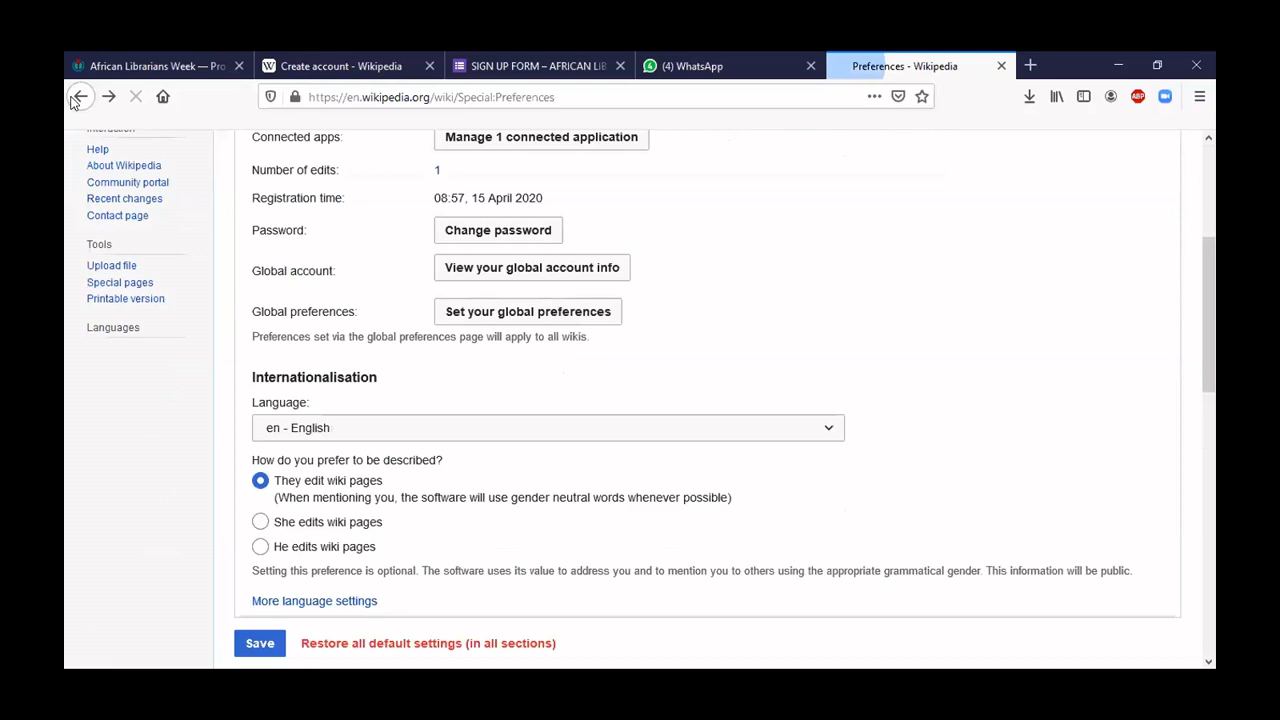 African Librarians Week — Pro
Create account - Wikipedia
SIGN UP FORM – AFRICAN LIB
(4) WhatsApp
Preferences - Wikipedia
https://en.wikipedia.org/wiki/Special:Preferences
ABP
Interaction
Help
About Wikipedia
Community portal
Recent changes
Contact page
Tools
Upload file
Special pages
Printable version
Languages
Connected apps: Manage 1 connected application
Number of edits: 1
Registration time: 08:57, 15 April 2020
Password: Change password
Global account: View your global account info
Global preferences: Set your global preferences
Preferences set via the global preferences page will apply to all wikis.
Internationalisation
Language:
en - English
How do you prefer to be described?
They edit wiki pages
(When mentioning you, the software will use gender neutral words whenever possible)
She edits wiki pages
He edits wiki pages
Setting this preference is optional. The software uses its value to address you and to mention you to others using the appropriate grammatical gender. This information will be public.
More language settings
Save Restore all default settings (in all sections)